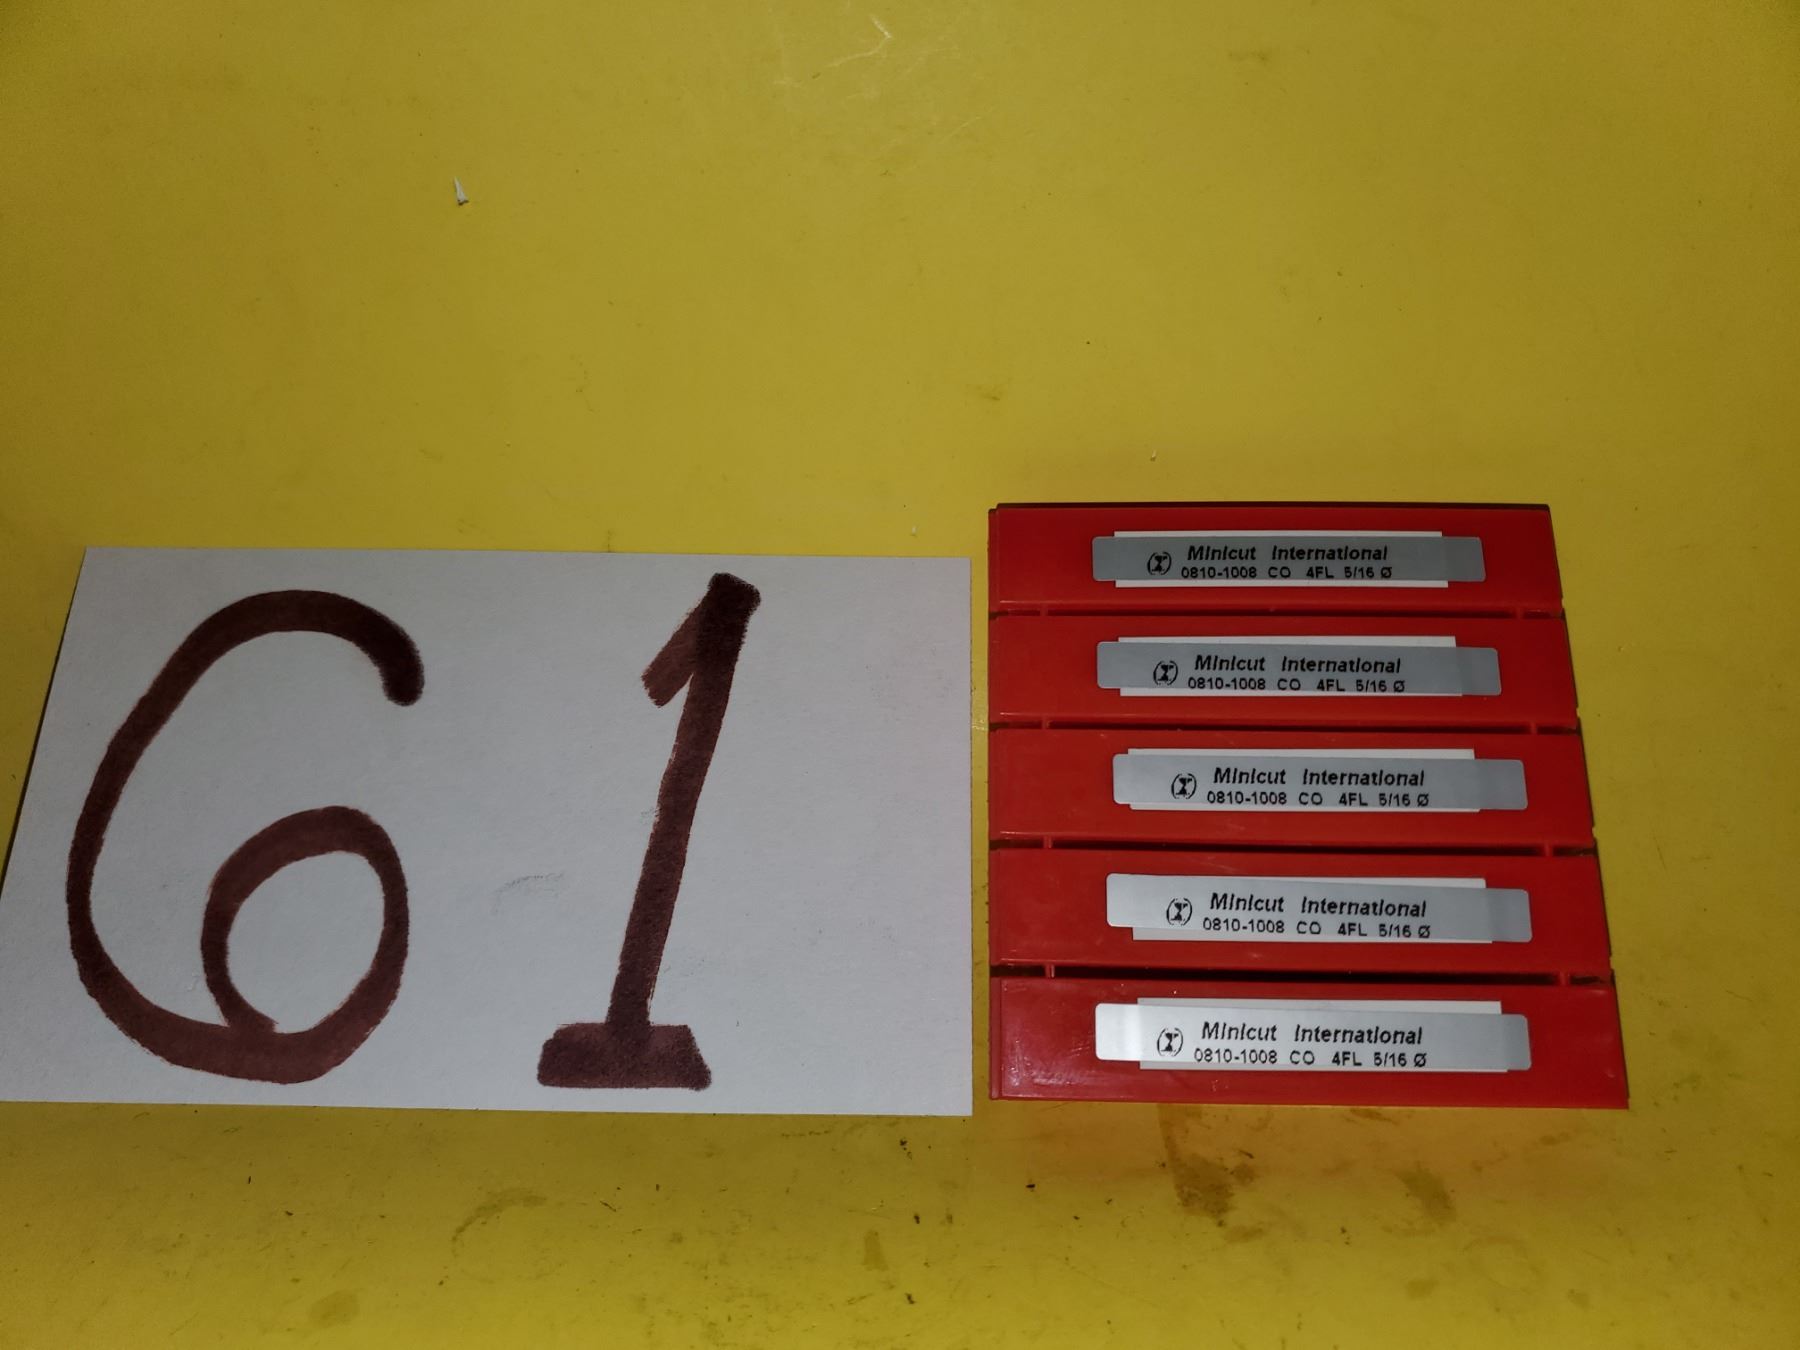 61
Minicut International
0810-1008 CO 4FL 5/16 Ø
Minicut International
0810-1008 CO 4FL 5/16 Ø
Minicut International
0810-1008 CO 4FL 5/16 Ø
Minicut International
0810-1008 CO 4FL 5/16 Ø
Minicut International
0810-1008 CO 4FL 5/16 Ø